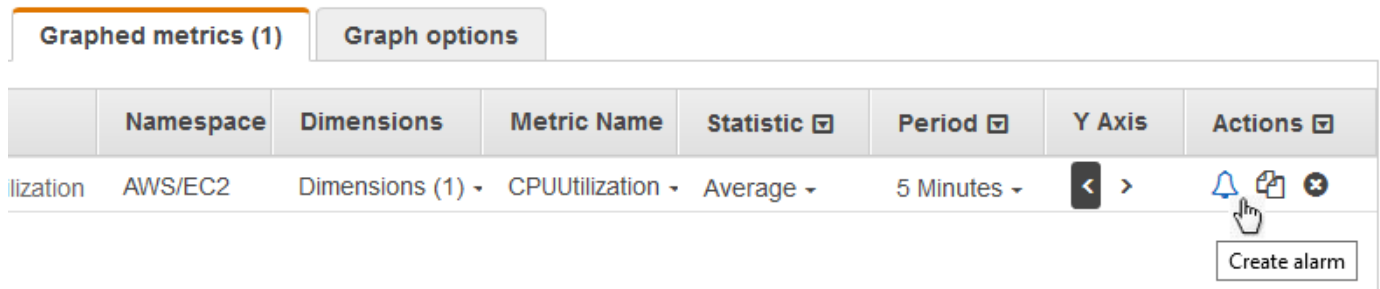 Graphed metrics (1) Graph options
Namespace Dimensions Metric Name Statistic Period Y Axis Actions
ilization AWS/EC2 Dimensions (1) CPUUtilization Average 5 Minutes < >
Create alarm